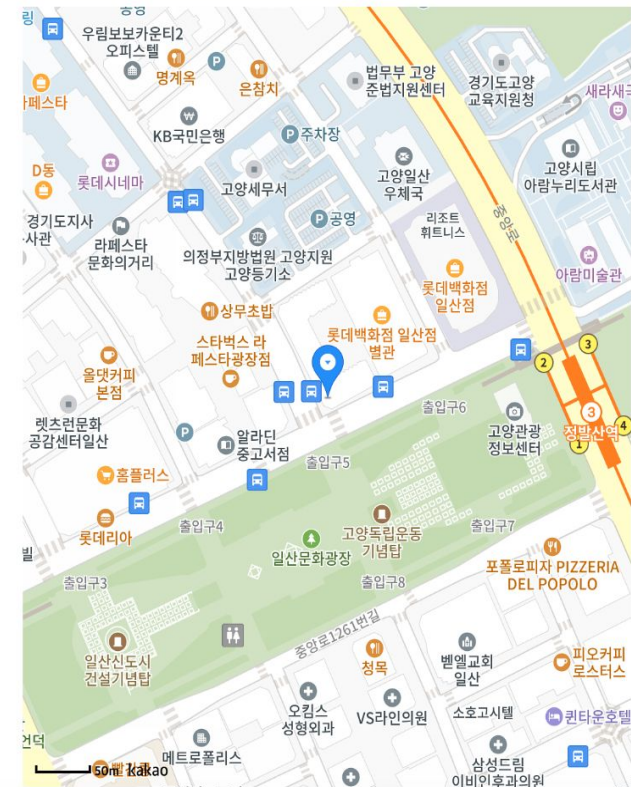 우림보보카운티2
오피스텔
명계옥
은참치
법무부 고양
준법지원센터
경기도고양
교육지원청
KB국민은행
주차장
D동
롯데시네마
고양세무서
고양일산
우체국
고양시립
아람누리도서관
중앙로
공영
리조트
휘트니스
라페스타
문화의거리
의정부지방법원 고양지원
고양등기소
롯데백화점
일산점
아람미술관
상무초밥
스타벅스 라
페스타광장점
롯데백화점 일산점
별관
올댓커피
본점
렛츠런문화
공감센터일산
알라딘
중고서점
출입구6
고양관광
정보센터
2
3
3
정발산역
1
4
홈플러스
출입구5
롯데리아
출입구4
일산문화광장
고양독립운동
기념탑
출입구7
포폴로피자 PIZZERIA
DEL POPOLO
출입구3
출입구8
중앙로1261번길
일산신도시
건설기념탑
청목
벧엘교회
일산
피오커피
로스터스
오킴스
성형외과
VS라인의원
소호고시텔
퀸타운호텔
메트로폴리스
삼성드림
이비인후과의원
50m
kakao